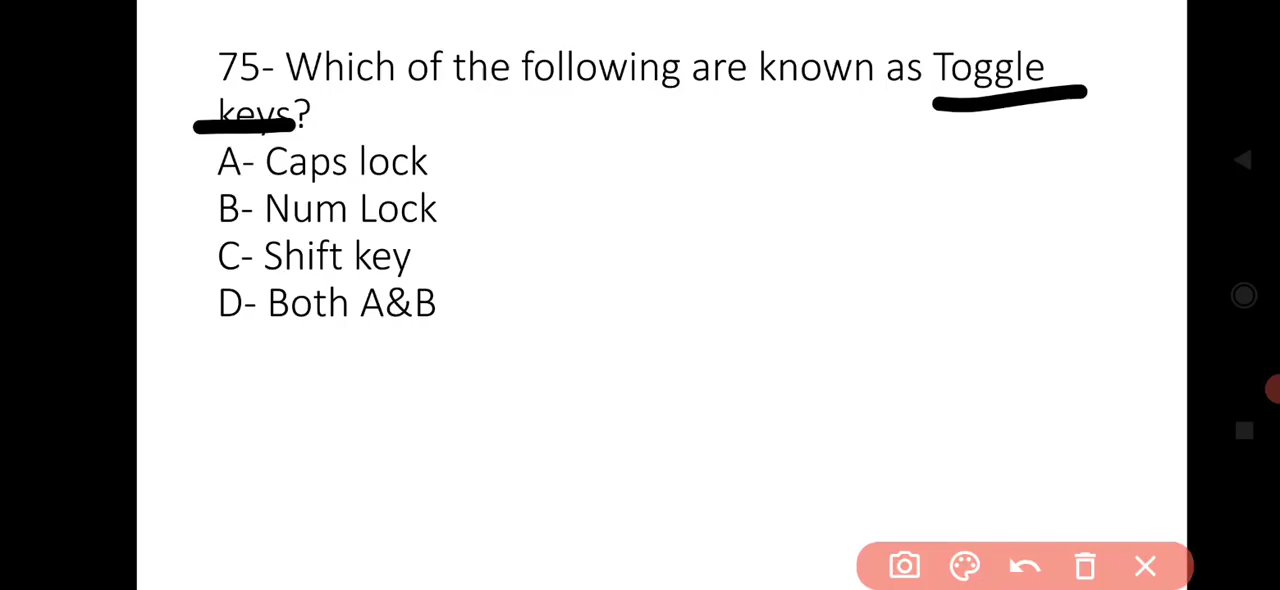 75- Which of the following are known as Toggle
keys?
A- Caps lock
B- Num Lock
C- Shift key
D- Both A&B